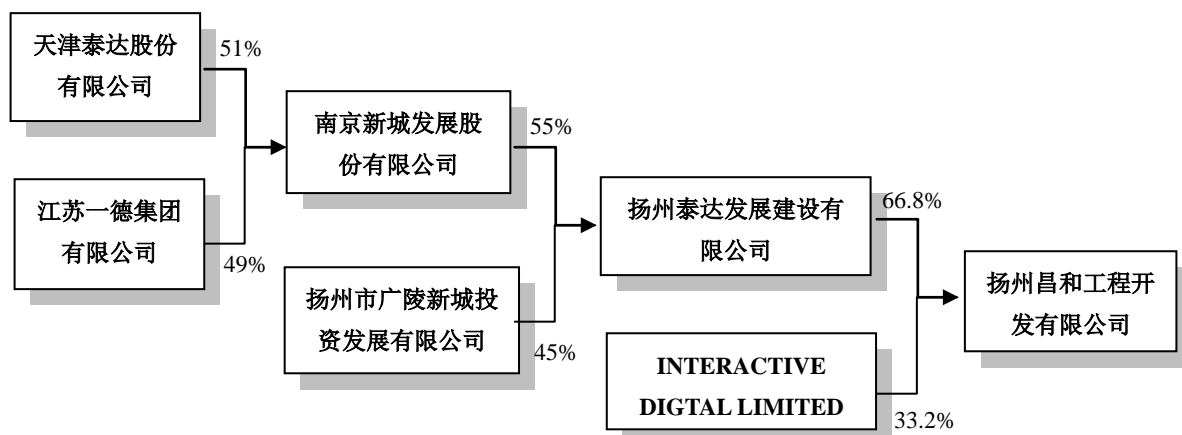 天津泰达股份
有限公司
51%
江苏一德集团
有限公司
49%
南京新城发展股
份有限公司
55%
扬州市广陵新城投
资发展有限公司
45%
扬州泰达发展建设有
限公司
66.8%
INTERACTIVE
DIGTAL LIMITED
33.2%
扬州昌和工程开
发有限公司